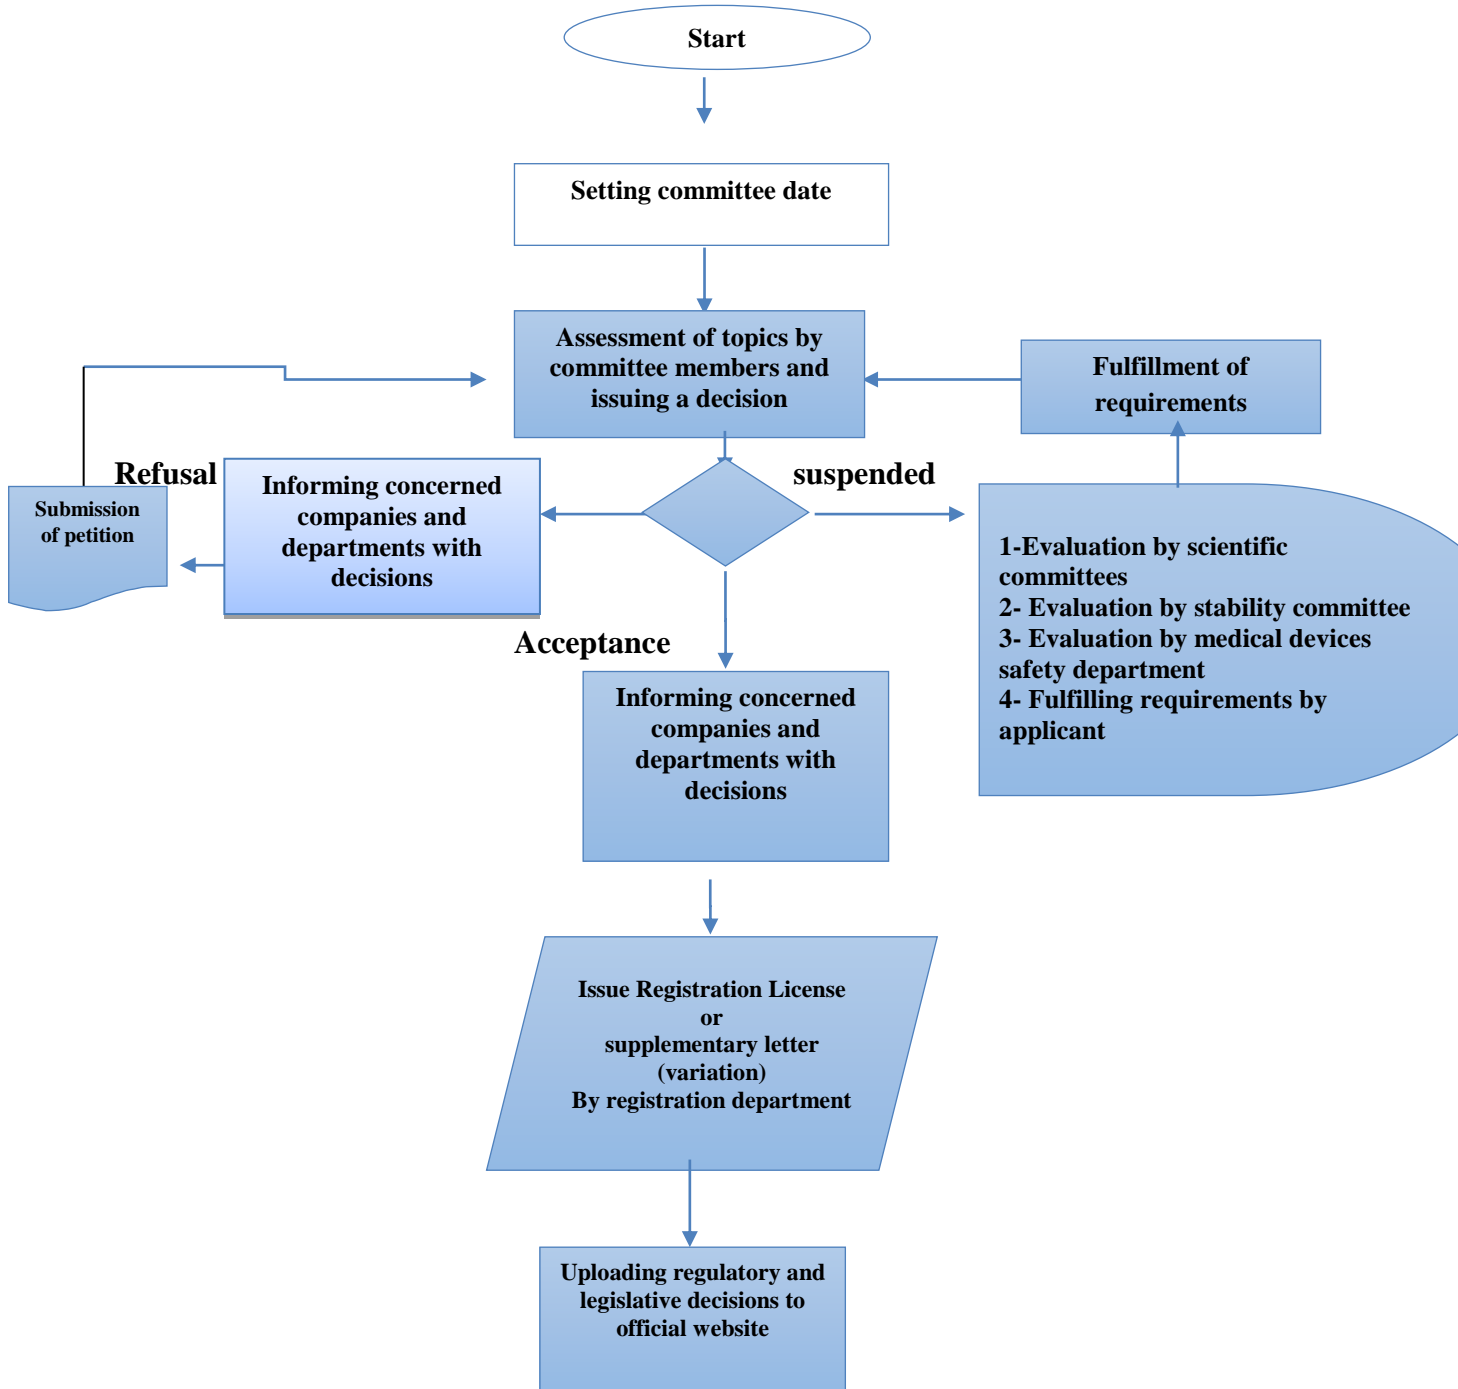 Start
Setting committee date
Assessment of topics by
committee members and
issuing a decision
Fulfillment of
requirements
Refusal
Informing concerned
companies and
departments with
decisions
suspended
Submission
of petition
1-Evaluation by scientific
committees
2- Evaluation by stability committee
3- Evaluation by medical devices
safety department
4- Fulfilling requirements by
applicant
Acceptance
Informing concerned
companies and
departments with
decisions
Issue Registration License
or
supplementary letter
(variation)
By registration department
Uploading regulatory and
legislative decisions to
official website